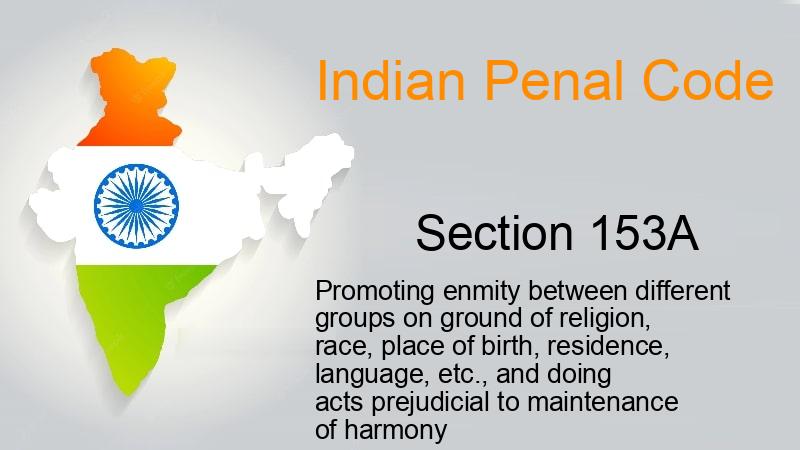 Indian Penal Code
Section 153A
Promoting enmity between different
groups on ground of religion,
race, place of birth, residence,
language, etc., and doing
acts prejudicial to maintenance
of harmony